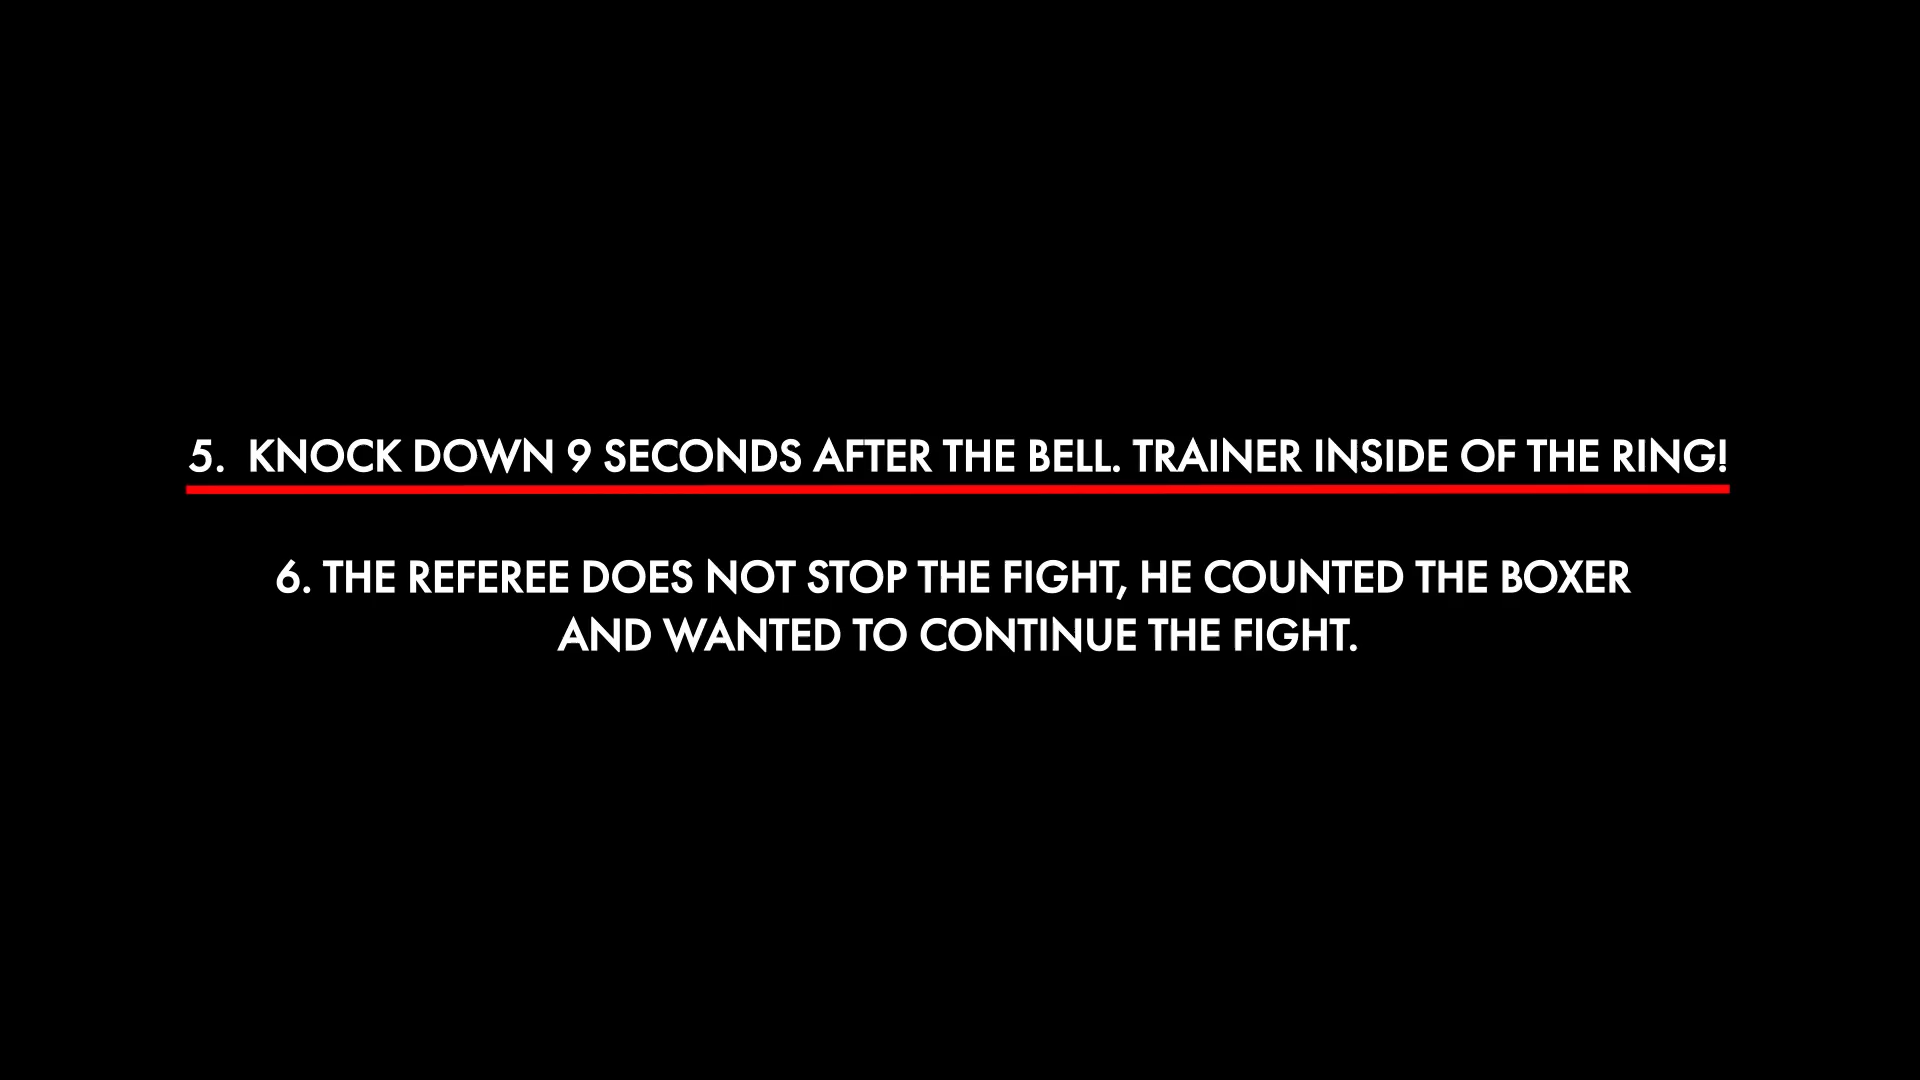 5.  KNOCK DOWN 9 SECONDS AFTER THE BELL. TRAINER INSIDE OF THE RING!
6. THE REFEREE DOES NOT STOP THE FIGHT, HE COUNTED THE BOXER
AND WANTED TO CONTINUE THE FIGHT.